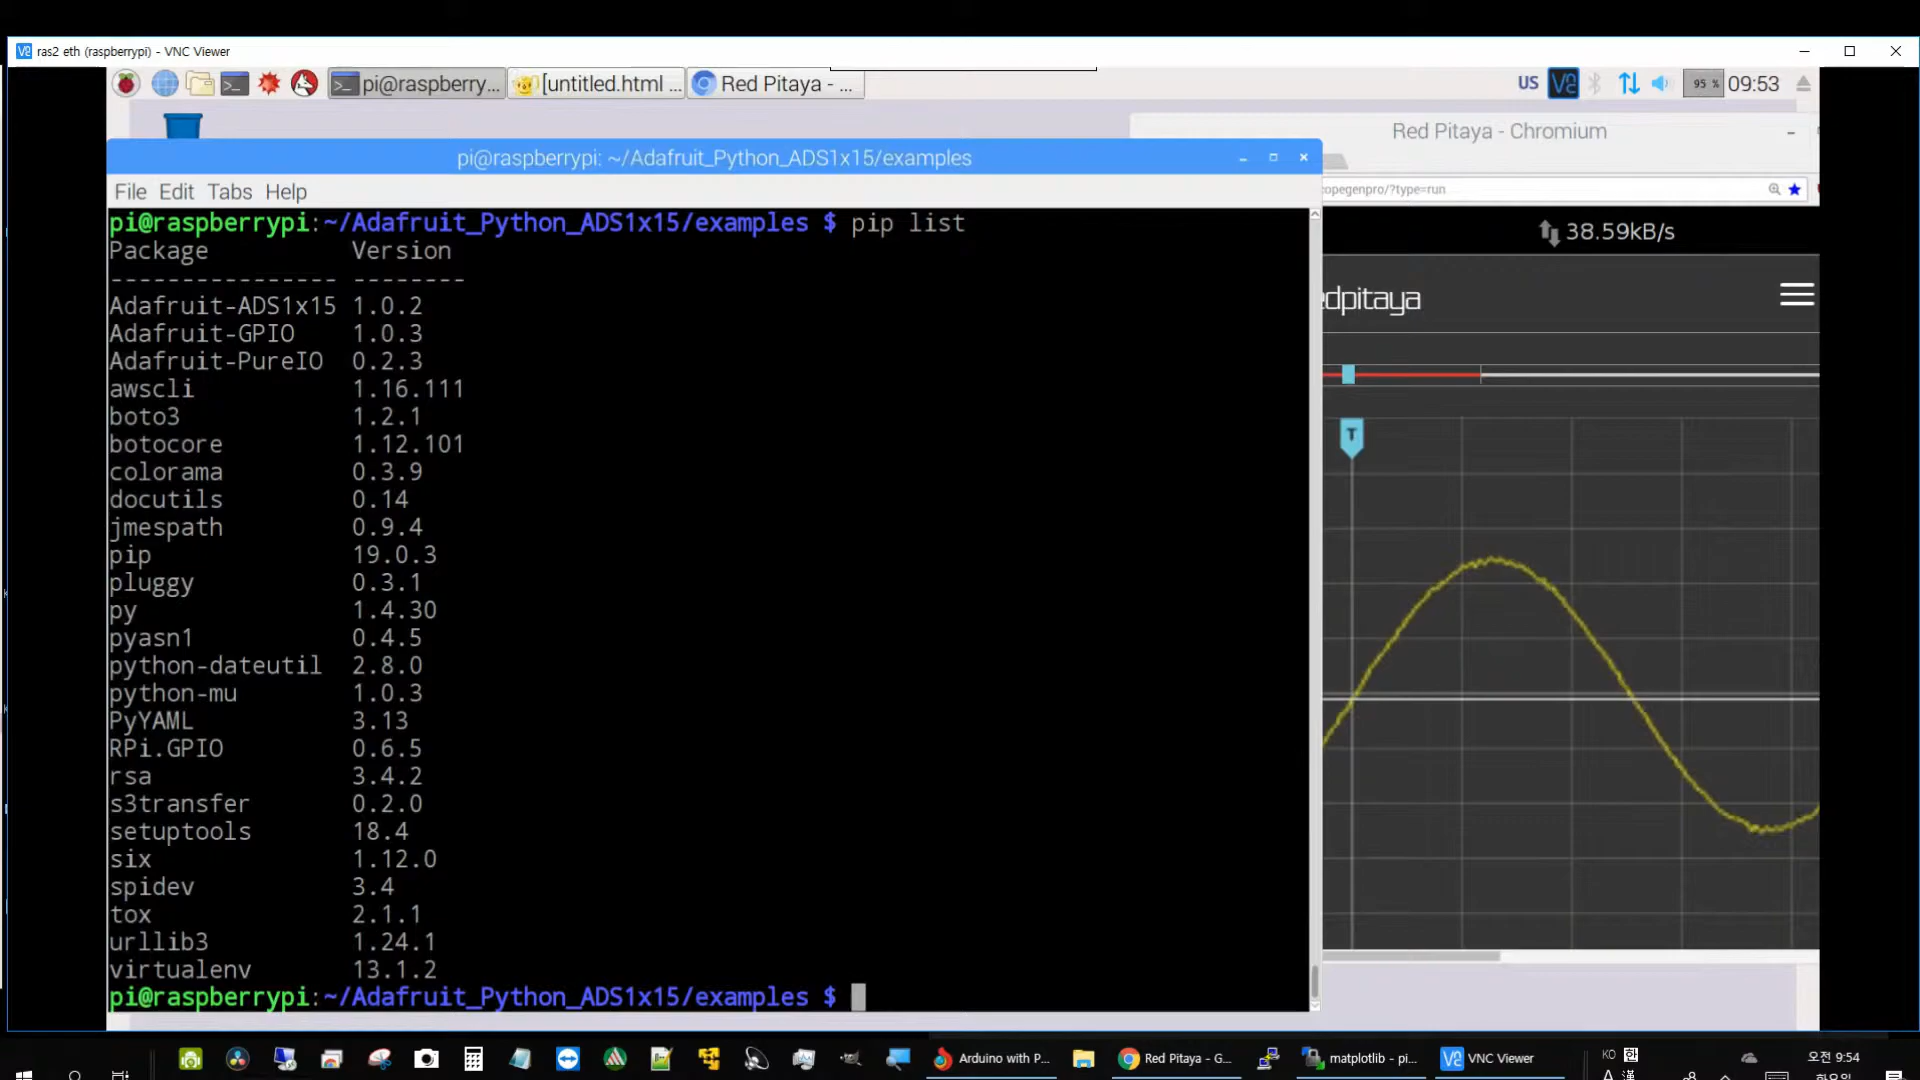 ras2 eth (raspberrypi) - VNC Viewer
pi@raspberry... [untitled.html ... Red Pitaya - ... US 95 % 09:53
Red Pitaya - Chromium
pi@raspberrypi: ~/Adafruit_Python_ADS1x15/examples
opegenpro/?type=run
File Edit Tabs Help
pi@raspberrypi:~/Adafruit_Python_ADS1x15/examples $ pip list
38.59kB/s
Package Version
---------------- --------
Adafruit-ADS1x15 1.0.2
Adafruit-GPIO 1.0.3
Adafruit-PureIO 0.2.3
awscli 1.16.111
boto3 1.2.1
botocore 1.12.101
colorama 0.3.9
docutils 0.14
jmespath 0.9.4
pip 19.0.3
pluggy 0.3.1
py 1.4.30
pyasn1 0.4.5
python-dateutil 2.8.0
python-mu 1.0.3
PyYAML 3.13
RPi.GPIO 0.6.5
rsa 3.4.2
s3transfer 0.2.0
setuptools 18.4
six 1.12.0
spidev 3.4
tox 2.1.1
urllib3 1.24.1
virtualenv 13.1.2
pi@raspberrypi:~/Adafruit_Python_ADS1x15/examples $
edpitaya
T
Arduino with P... Red Pitaya - G... matplotlib - pi... VNC Viewer KO 한 오전 9:54
A 漢